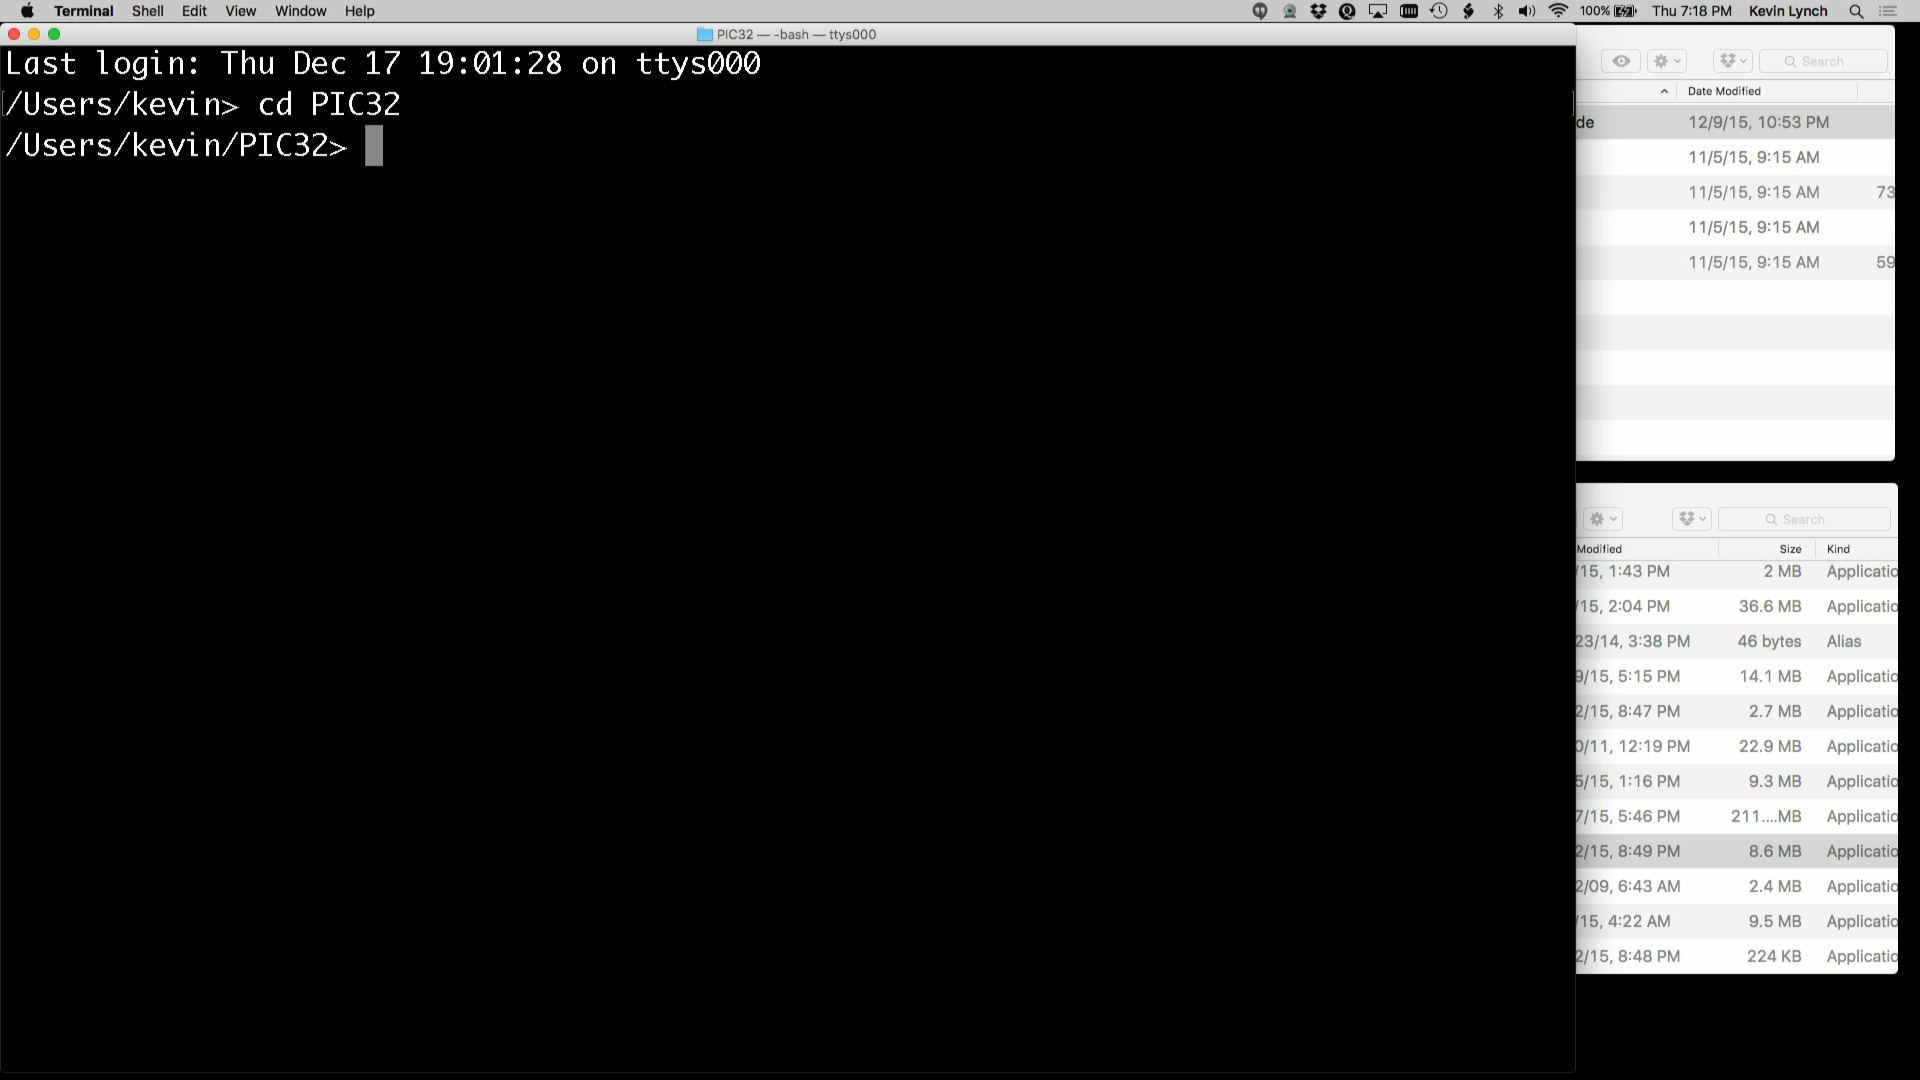 Terminal Shell Edit View Window Help
100% Thu 7:18 PM Kevin Lynch
PIC32 — -bash — ttys000
Last login: Thu Dec 17 19:01:28 on ttys000
/Users/kevin> cd PIC32
/Users/kevin/PIC32>
Search
Date Modified
de 12/9/15, 10:53 PM
11/5/15, 9:15 AM
11/5/15, 9:15 AM 73
11/5/15, 9:15 AM
11/5/15, 9:15 AM 59
Search
Modified Size Kind
/15, 1:43 PM 2 MB Applicatio
/15, 2:04 PM 36.6 MB Applicatio
23/14, 3:38 PM 46 bytes Alias
9/15, 5:15 PM 14.1 MB Applicatio
2/15, 8:47 PM 2.7 MB Applicatio
0/11, 12:19 PM 22.9 MB Applicatio
5/15, 1:16 PM 9.3 MB Applicatio
7/15, 5:46 PM 211....MB Applicatio
2/15, 8:49 PM 8.6 MB Applicatio
2/09, 6:43 AM 2.4 MB Applicatio
/15, 4:22 AM 9.5 MB Applicatio
2/15, 8:48 PM 224 KB Applicatio